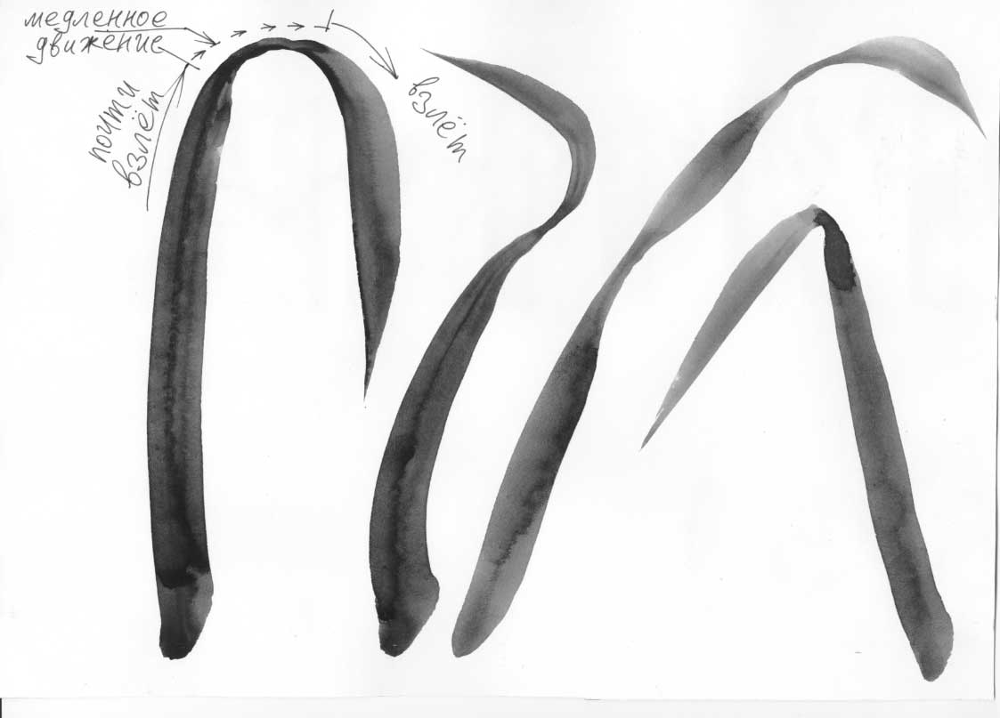 медленное
движение
почти
взлёт
взлёт